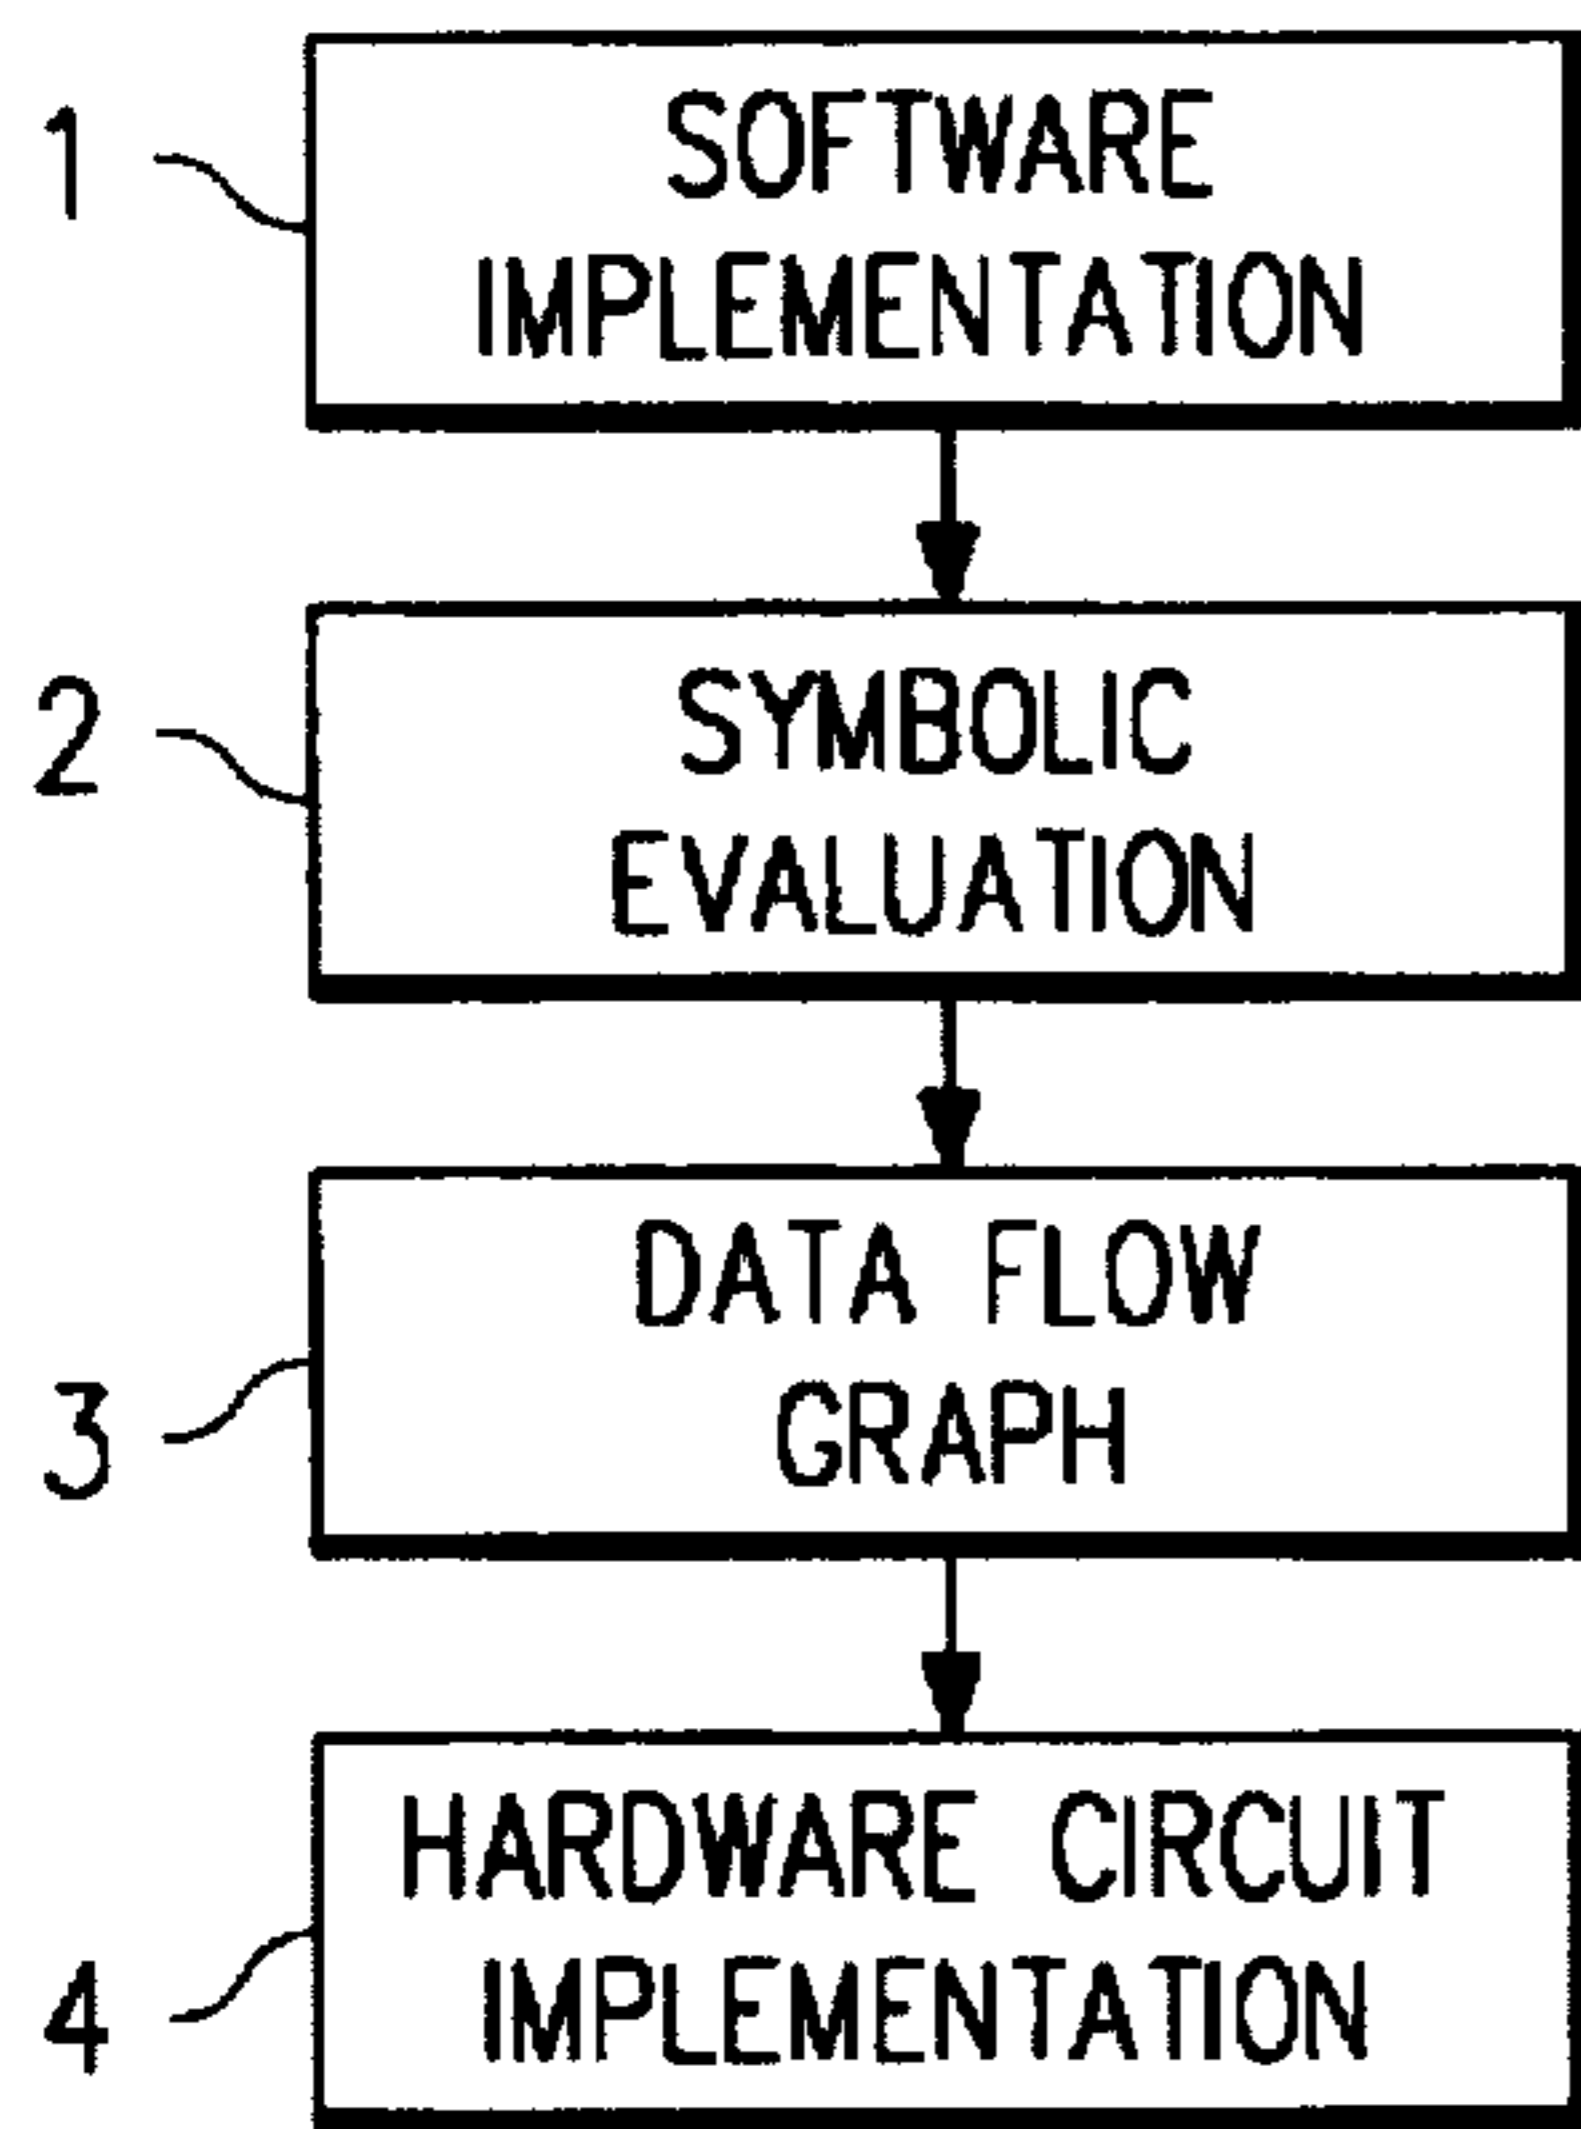 1
SOFTWARE
IMPLEMENTATION
2
SYMBOLIC
EVALUATION
3
DATA FLOW
GRAPH
4
HARDWARE CIRCUIT
IMPLEMENTATION